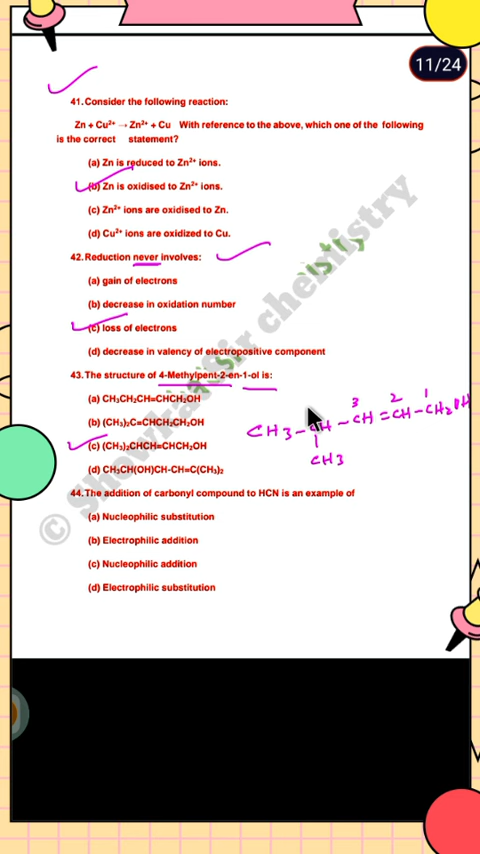 11/24
41. Consider the following reaction:
Zn + Cu²⁺ → Zn²⁺ + Cu With reference to the above, which one of the following
is the correct statement?
(a) Zn is reduced to Zn²⁺ ions.
(b) Zn is oxidised to Zn²⁺ ions.
(c) Zn²⁺ ions are oxidised to Zn.
(d) Cu²⁺ ions are oxidized to Cu.
42. Reduction never involves:
(a) gain of electrons
(b) decrease in oxidation number
(c) loss of electrons
(d) decrease in valency of electropositive component
43. The structure of 4-Methylpent-2-en-1-ol is:
(a) CH₃CH₂CH=CHCH₂OH
(b) (CH₃)₂C=CHCH₂CH₂OH
(c) (CH₃)₂CHCH=CHCH₂OH
(d) CH₃CH(OH)CH-CH=C(CH₃)₂
3 2 1
CH3-CH-CH=CH-CH2OH
CH3
44. The addition of carbonyl compound to HCN is an example of
(a) Nucleophilic substitution
(b) Electrophilic addition
(c) Nucleophilic addition
(d) Electrophilic substitution
© Showkat Sir chemistry